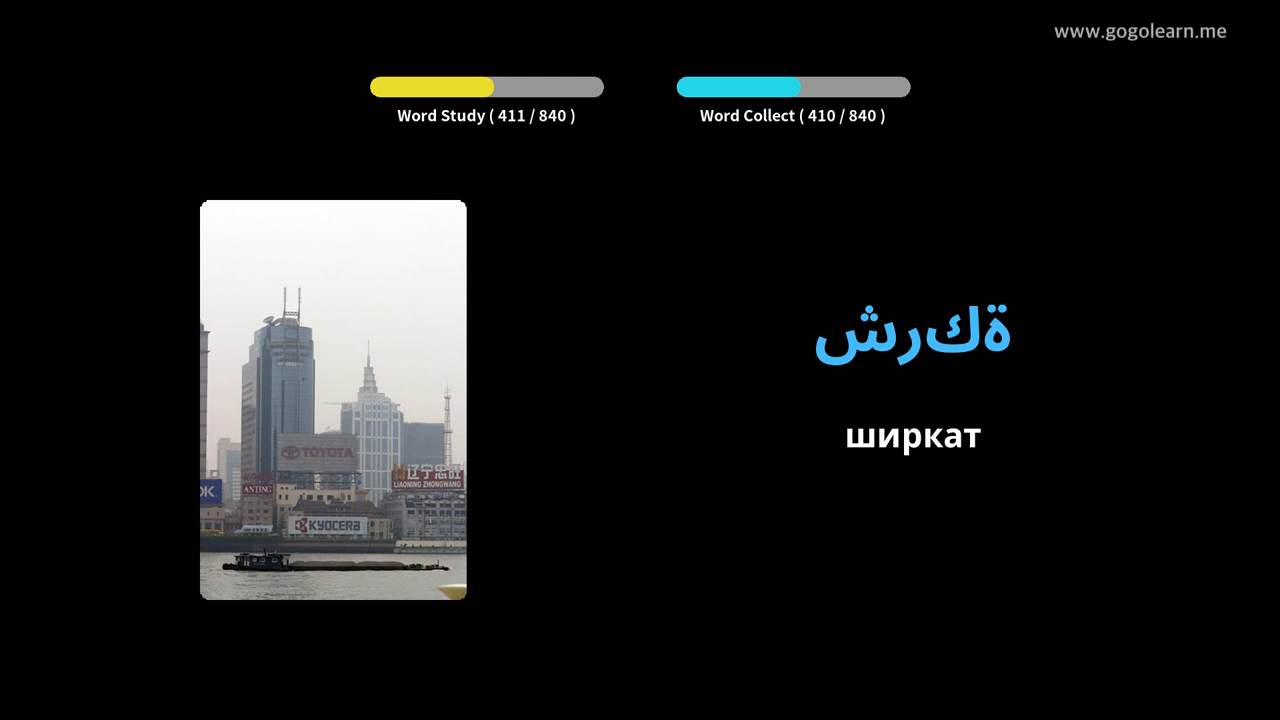 www.gogolearn.me
Word Study ( 411 / 840 )
Word Collect ( 410 / 840 )
ةكرش
ширкат
TOYOTA
辽宁忠旺
LIAONING ZHONGWANG
ANTING
KYOCERA